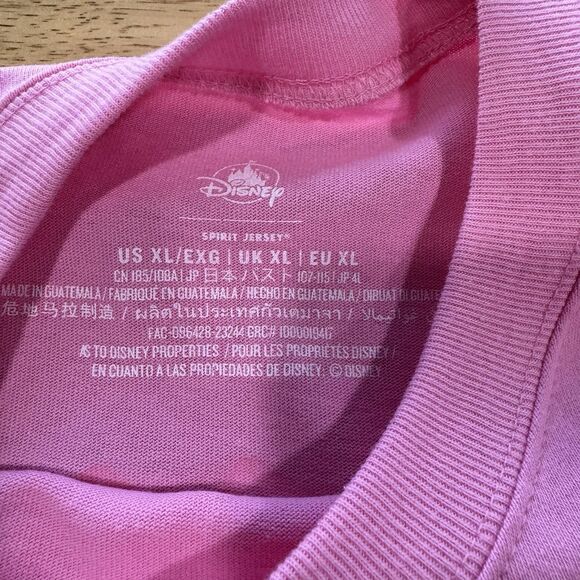 Disney
SPIRIT JERSEY®
US XL/EXG | UK XL | EU XL
CN 185/108A | JP 日本 バスト 107-115 | JP 4L
MADE IN GUATEMALA / FABRIQUÉ EN GUATEMALA / HECHO EN GUATEMALA / DIBUAT DI
危地马拉制造 / ผลิตในประเทศกัวเตมาลา /
FAC-086428-23244 GRC# 10000194G
AS TO DISNEY PROPERTIES / POUR LES PROPRIÉTÉS DISNEY /
EN CUANTO A LAS PROPIEDADES DE DISNEY: © DISNEY